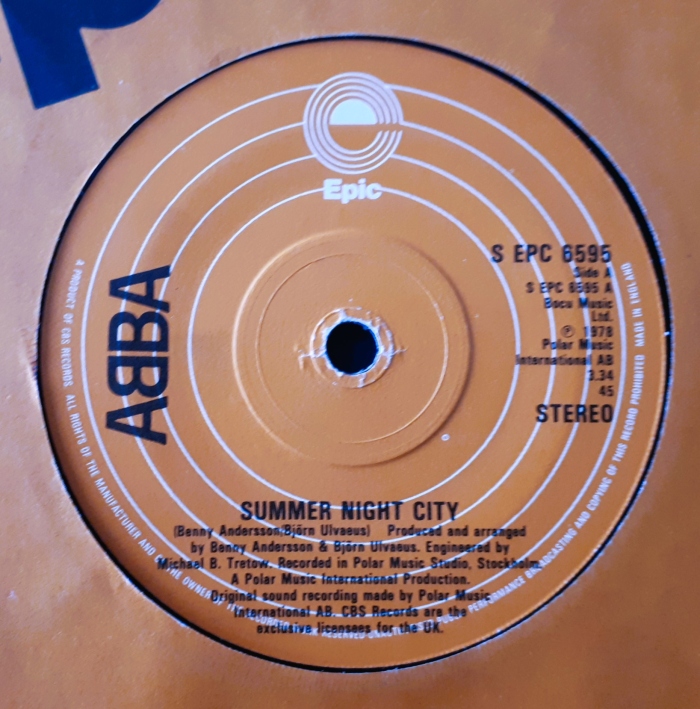 Epic
S EPC 6595
Side A
S EPC 6595 A
Bocu Music
Ltd.
℗ 1978
Polar Music
International AB
3.34
45
STEREO
ABBA
SUMMER NIGHT CITY
(Benny Andersson;Björn Ulvaeus) Produced and arranged
by Benny Andersson & Björn Ulvaeus. Engineered by
Michael B. Tretow. Recorded in Polar Music Studio, Stockholm.
A Polar Music International Production.
Original sound recording made by Polar Music
International AB. CBS Records are the
exclusive licensees for the UK.
A PRODUCT OF CBS RECORDS. ALL RIGHTS OF THE MANUFACTURER AND OF THE OWNER OF THE RECORDED RESERVED PERFORMANCE BROADCASTING AND COPYING OF THIS RECORD PROHIBITED MADE IN ENGLAND